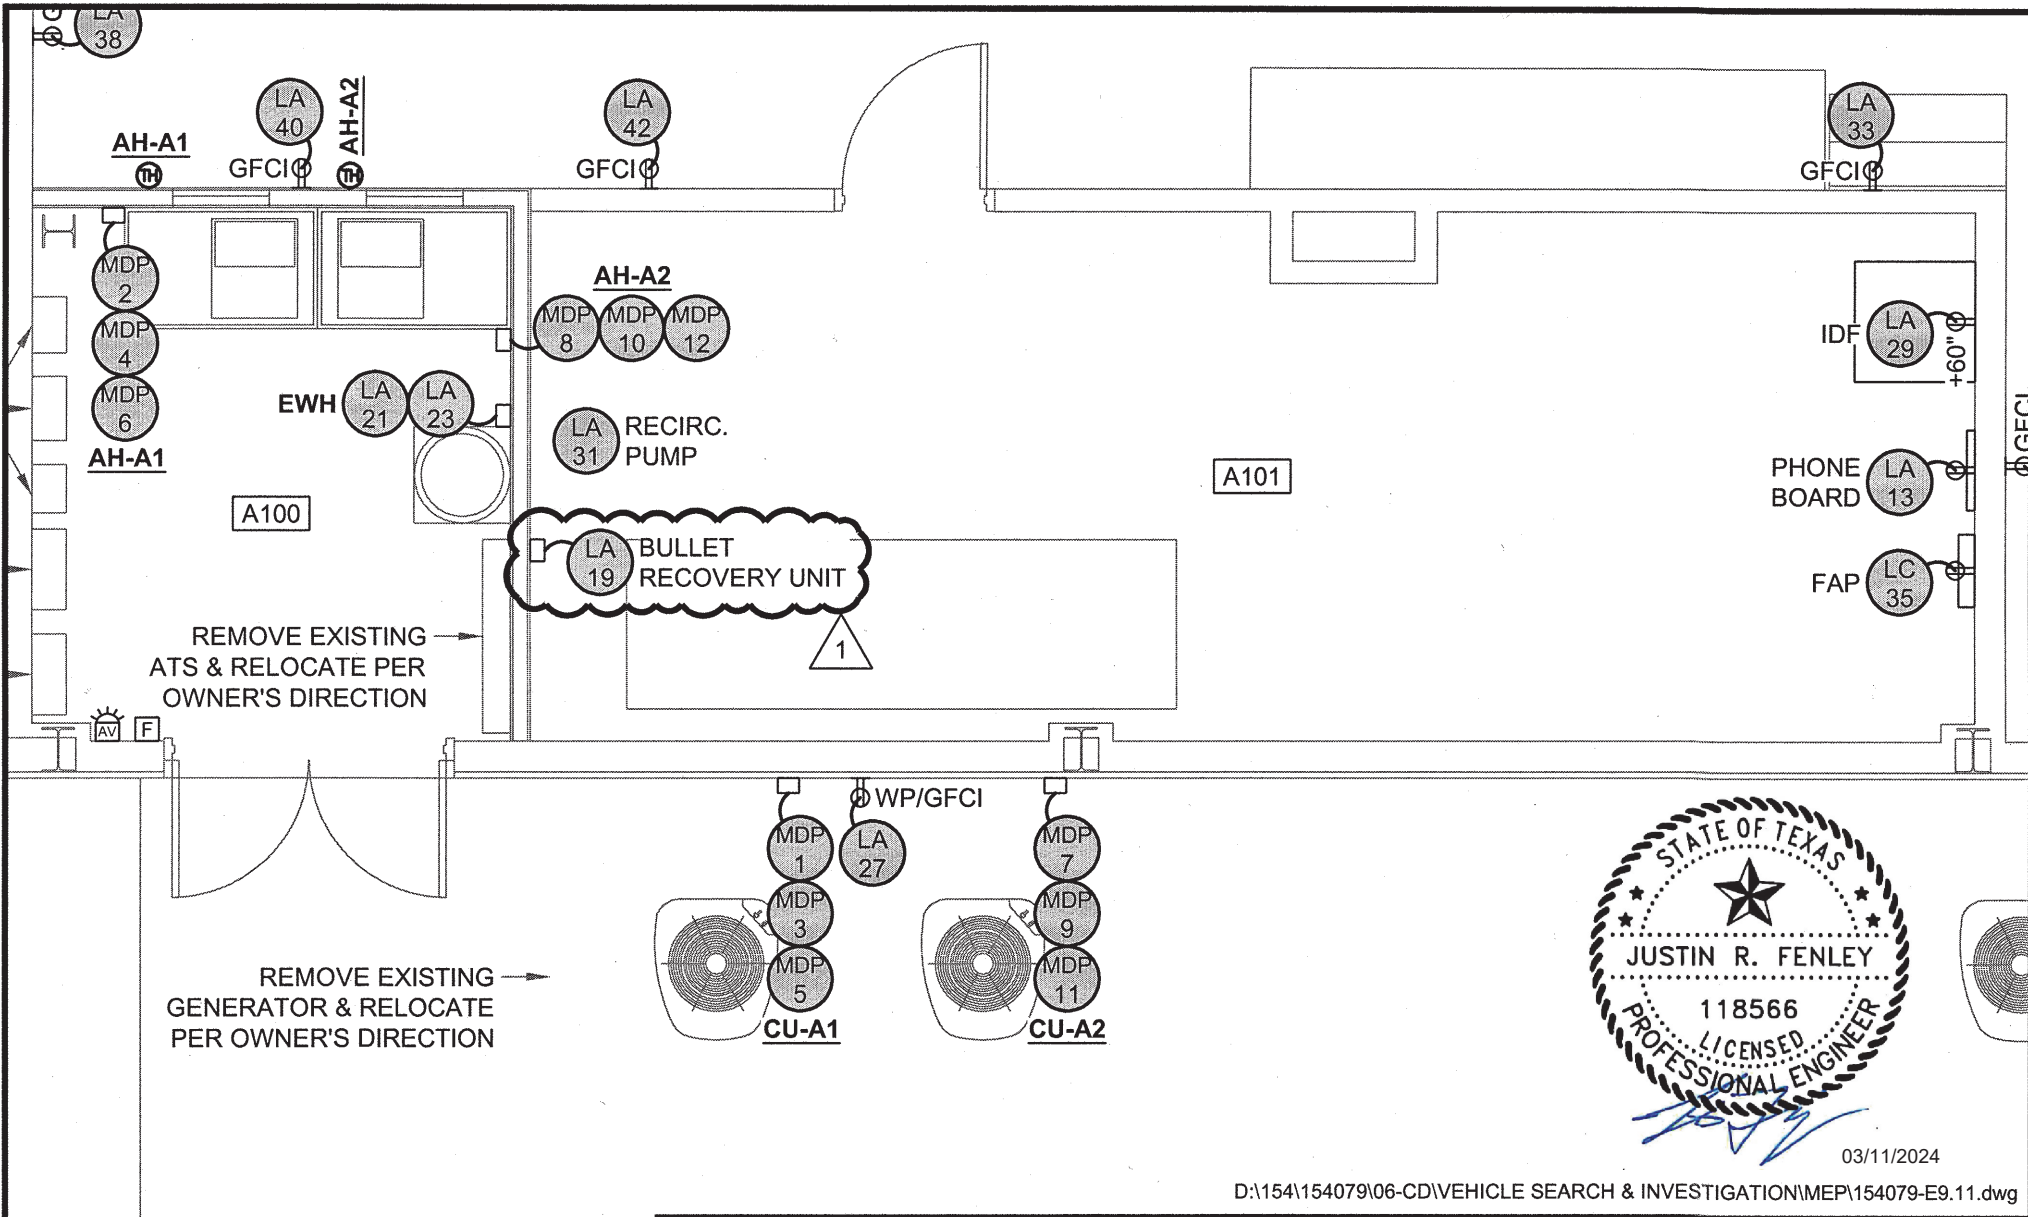 G
LA
38
LA
40
AH-A2
LA
42
LA
33
AH-A1
TH
GFCI
TH
GFCI
GFCI
MDP
2
MDP
4
MDP
6
AH-A1
AH-A2
MDP
8
MDP
10
MDP
12
EWH
LA
21
LA
23
LA
31
RECIRC.
PUMP
IDF
LA
29
+60"
GFCI
A101
PHONE
BOARD
LA
13
A100
LA
19
BULLET
RECOVERY UNIT
1
FAP
LC
35
REMOVE EXISTING
ATS & RELOCATE PER
OWNER'S DIRECTION
AV
F
WP/GFCI
MDP
1
MDP
3
MDP
5
CU-A1
LA
27
MDP
7
MDP
9
MDP
11
CU-A2
REMOVE EXISTING
GENERATOR & RELOCATE
PER OWNER'S DIRECTION
STATE OF TEXAS
JUSTIN R. FENLEY
118566
LICENSED
PROFESSIONAL ENGINEER
03/11/2024
D:\154\154079\06-CD\VEHICLE SEARCH & INVESTIGATION\MEP\154079-E9.11.dwg